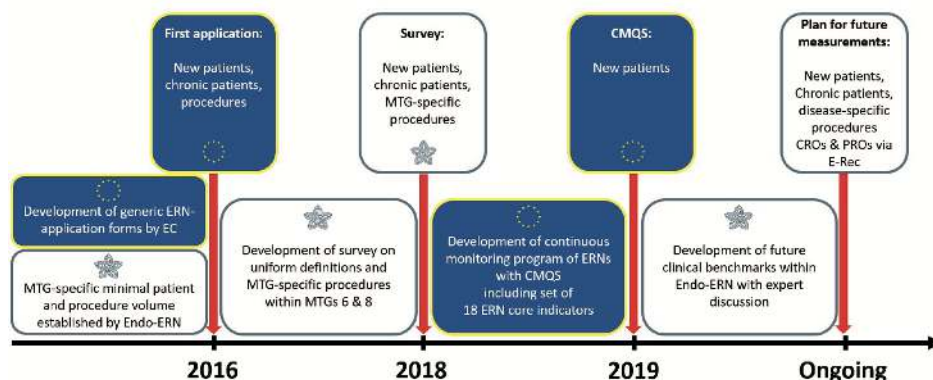 First application:
New patients,
chronic patients,
procedures
Survey:
New patients,
chronic patients,
MTG-specific
procedures
CMQS:
New patients
Plan for future
measurements:
New patients,
Chronic patients,
disease-specific
procedures
CROs & PROs via
E-Rec
Development of generic ERN-
application forms by EC
MTG-specific minimal patient
and procedure volume
established by Endo-ERN
Development of survey on
uniform definitions and
MTG-specific procedures
within MTGs 6 & 8
Development of continuous
monitoring program of ERNs
with CMQS
including set of
18 ERN core indicators
Development of future
clinical benchmarks within
Endo-ERN with expert
discussion
2016
2018
2019
Ongoing